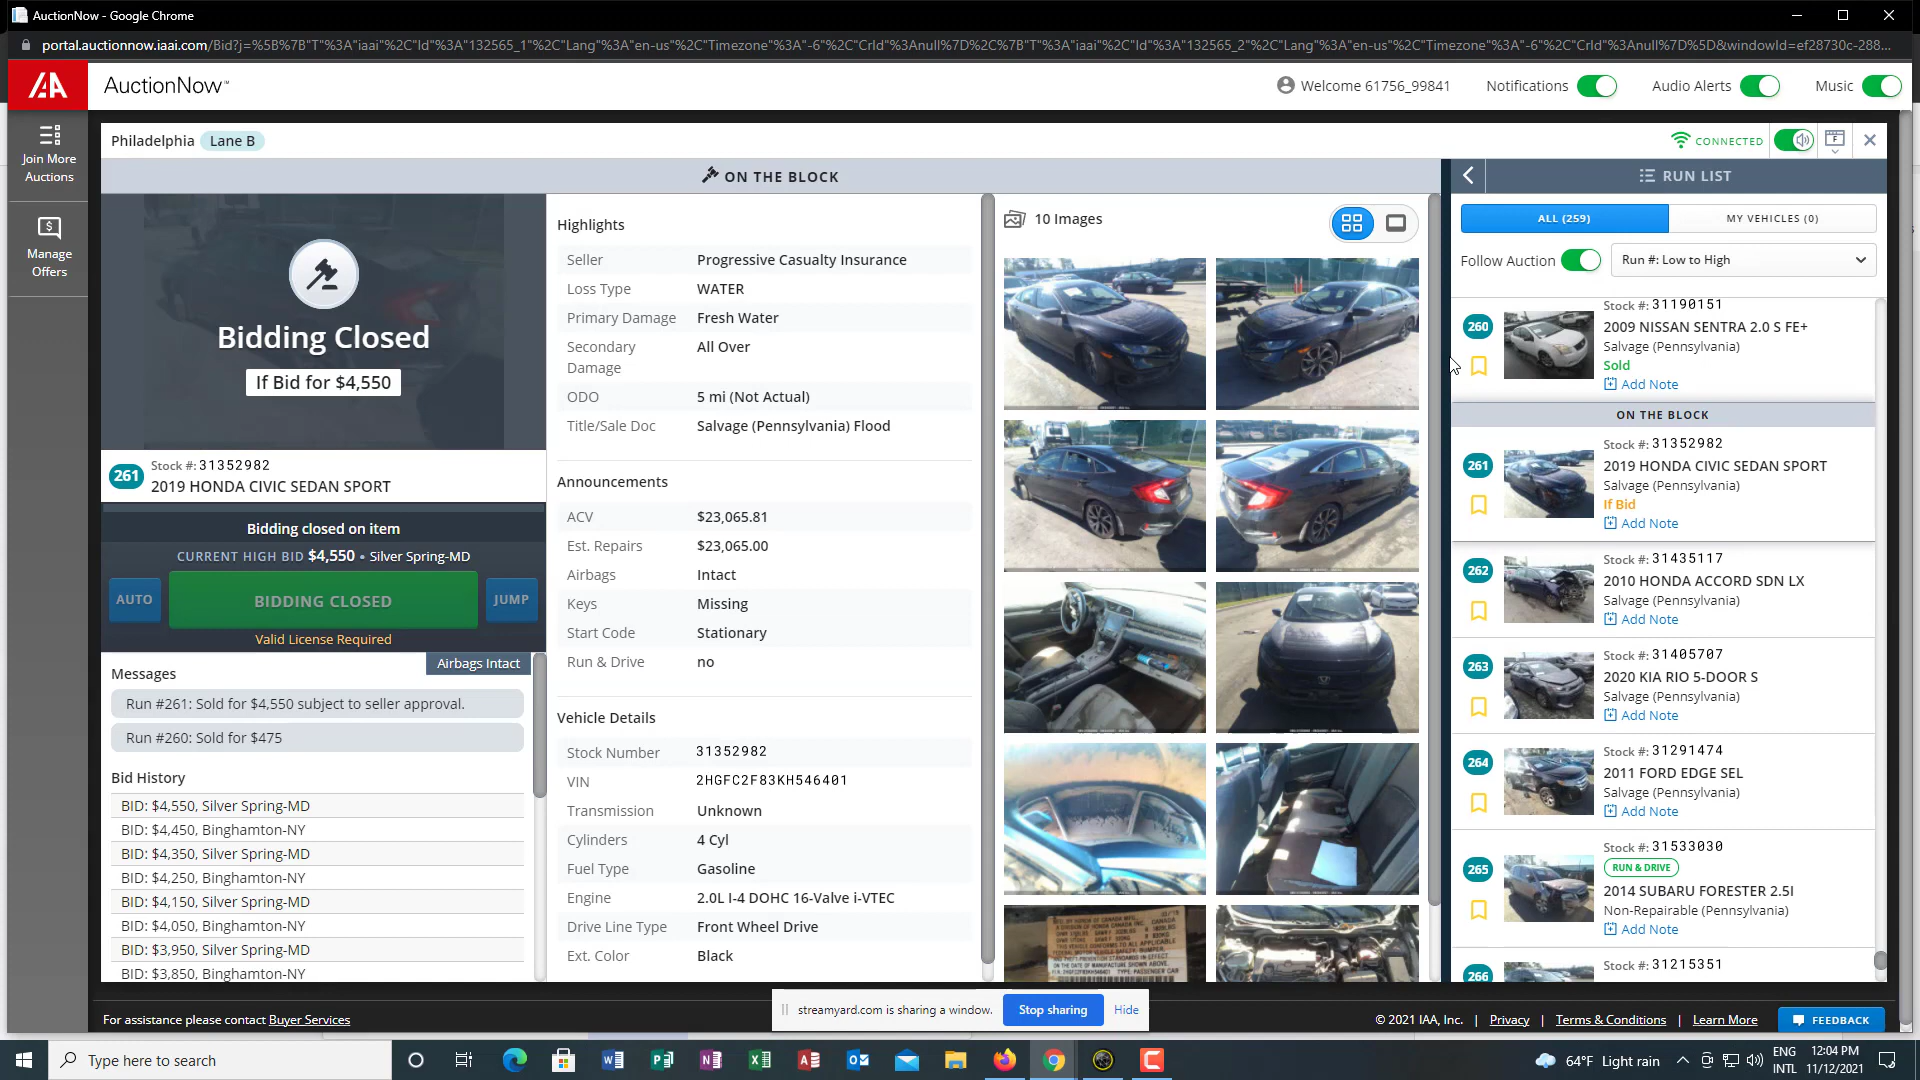 AuctionNow - Google Chrome
portal.auctionnow.iaai.com/Bid?j=%5B%7B"T"%3A"iaai"%2C"Id"%3A"132565_1"%2C"Lang"%3A"en-us"%2C"Timezone"%3A"-6"%2C"CrId"%3Anull%7D%2C%7B"T"%3A"iaai"%2C"Id"%3A"132565_2"%2C"Lang"%3A"en-us"%2C"Timezone"%3A"-6"%2C"CrId"%3Anull%7D%5D&windowId=ef28730c-288...
IAA
AuctionNow™
Welcome 61756_99841
Notifications
Audio Alerts
Music
Join More
Auctions
Manage
Offers
Philadelphia Lane B
CONNECTED
F
ON THE BLOCK
Bidding Closed
If Bid for $4,550
261
Stock #: 31352982
2019 HONDA CIVIC SEDAN SPORT
Bidding closed on item
CURRENT HIGH BID $4,550 • Silver Spring-MD
AUTO
BIDDING CLOSED
JUMP
Valid License Required
Airbags Intact
Messages
Run #261: Sold for $4,550 subject to seller approval.
Run #260: Sold for $475
Bid History
BID: $4,550, Silver Spring-MD
BID: $4,450, Binghamton-NY
BID: $4,350, Silver Spring-MD
BID: $4,250, Binghamton-NY
BID: $4,150, Silver Spring-MD
BID: $4,050, Binghamton-NY
BID: $3,950, Silver Spring-MD
BID: $3,850, Binghamton-NY
Highlights
Seller Progressive Casualty Insurance
Loss Type WATER
Primary Damage Fresh Water
Secondary Damage All Over
ODO 5 mi (Not Actual)
Title/Sale Doc Salvage (Pennsylvania) Flood
Announcements
ACV $23,065.81
Est. Repairs $23,065.00
Airbags Intact
Keys Missing
Start Code Stationary
Run & Drive no
Vehicle Details
Stock Number 31352982
VIN 2HGFC2F83KH546401
Transmission Unknown
Cylinders 4 Cyl
Fuel Type Gasoline
Engine 2.0L I-4 DOHC 16-Valve i-VTEC
Drive Line Type Front Wheel Drive
Ext. Color Black
10 Images
RUN LIST
ALL (259)
MY VEHICLES (0)
Follow Auction
Run #: Low to High
260
Stock #: 31190151
2009 NISSAN SENTRA 2.0 S FE+
Salvage (Pennsylvania)
Sold
Add Note
ON THE BLOCK
261
Stock #: 31352982
2019 HONDA CIVIC SEDAN SPORT
Salvage (Pennsylvania)
If Bid
Add Note
262
Stock #: 31435117
2010 HONDA ACCORD SDN LX
Salvage (Pennsylvania)
Add Note
263
Stock #: 31405707
2020 KIA RIO 5-DOOR S
Salvage (Pennsylvania)
Add Note
264
Stock #: 31291474
2011 FORD EDGE SEL
Salvage (Pennsylvania)
Add Note
265
Stock #: 31533030
RUN & DRIVE
2014 SUBARU FORESTER 2.5I
Non-Repairable (Pennsylvania)
Add Note
266
Stock #: 31215351
For assistance please contact Buyer Services
streamyard.com is sharing a window.
Stop sharing
Hide
© 2021 IAA, Inc. | Privacy | Terms & Conditions | Learn More
FEEDBACK
Type here to search
64°F Light rain
ENG
INTL
12:04 PM
11/12/2021